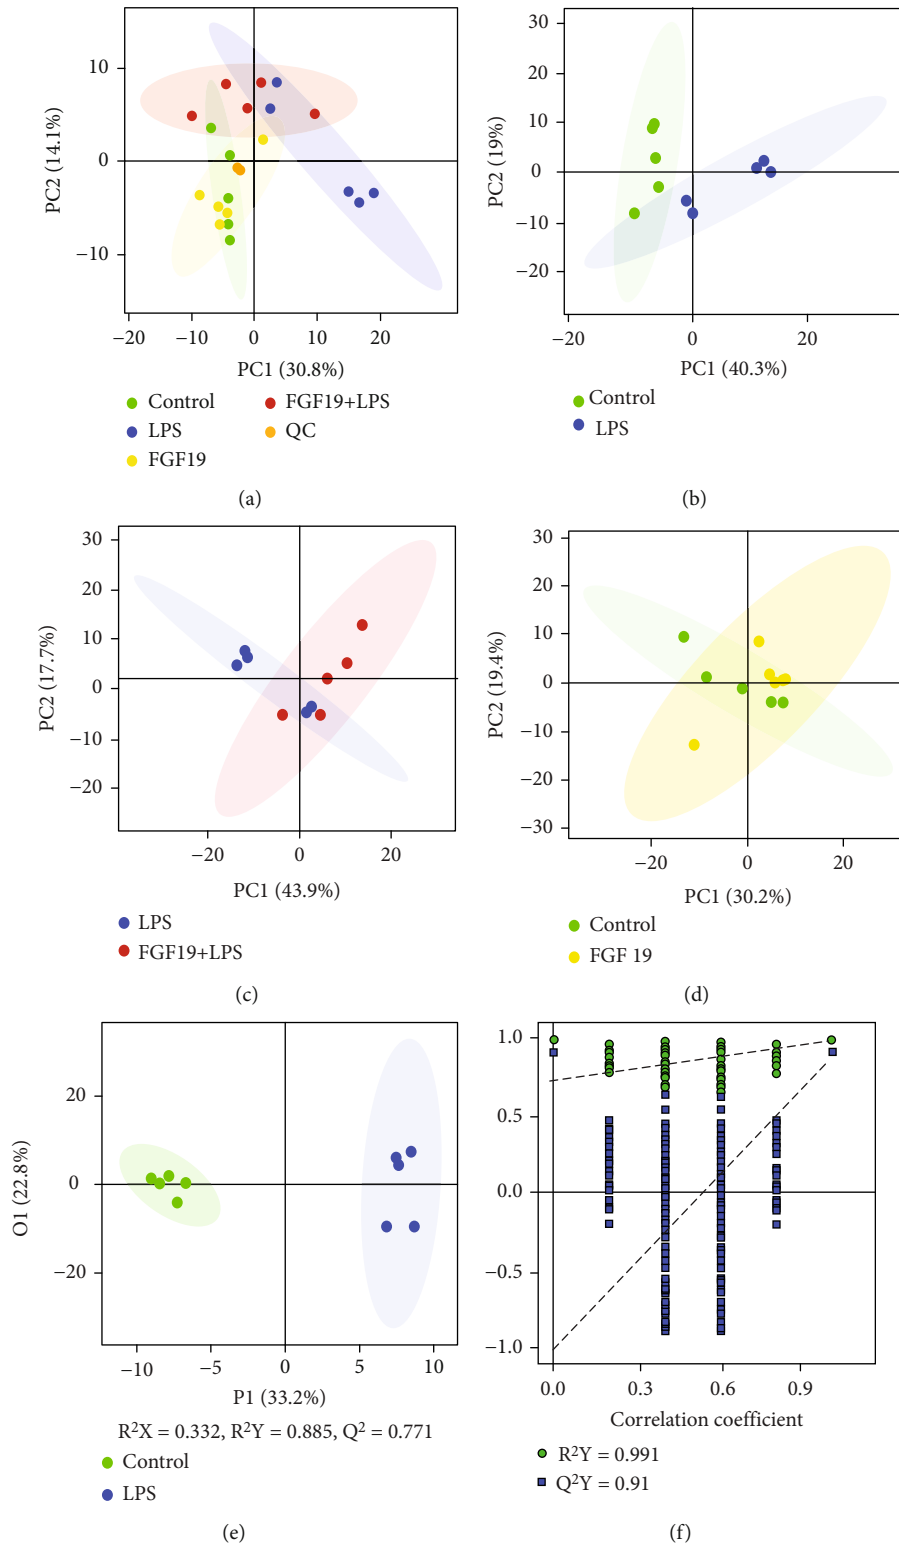 10
0
−10
PC2 (14.1%)
−20 −10 0 10 20
PC1 (30.8%)
Control
LPS
FGF19
FGF19+LPS
QC
(a)
30
20
10
0
−10
−20
PC2 (19%)
−20 0 20
PC1 (40.3%)
Control
LPS
(b)
30
20
10
0
−10
−20
PC2 (17.7%)
−20 0 20
PC1 (43.9%)
LPS
FGF19+LPS
(c)
30
20
10
0
−10
−20
−30
PC2 (19.4%)
−20 0 20
PC1 (30.2%)
Control
FGF 19
(d)
20
0
−20
O1 (22.8%)
−10 −5 0 5 10
P1 (33.2%)
R²X = 0.332, R²Y = 0.885, Q² = 0.771
Control
LPS
(e)
1.0
0.5
0.0
−0.5
−1.0
0.0 0.3 0.6 0.9
Correlation coefficient
R²Y = 0.991
Q²Y = 0.91
(f)